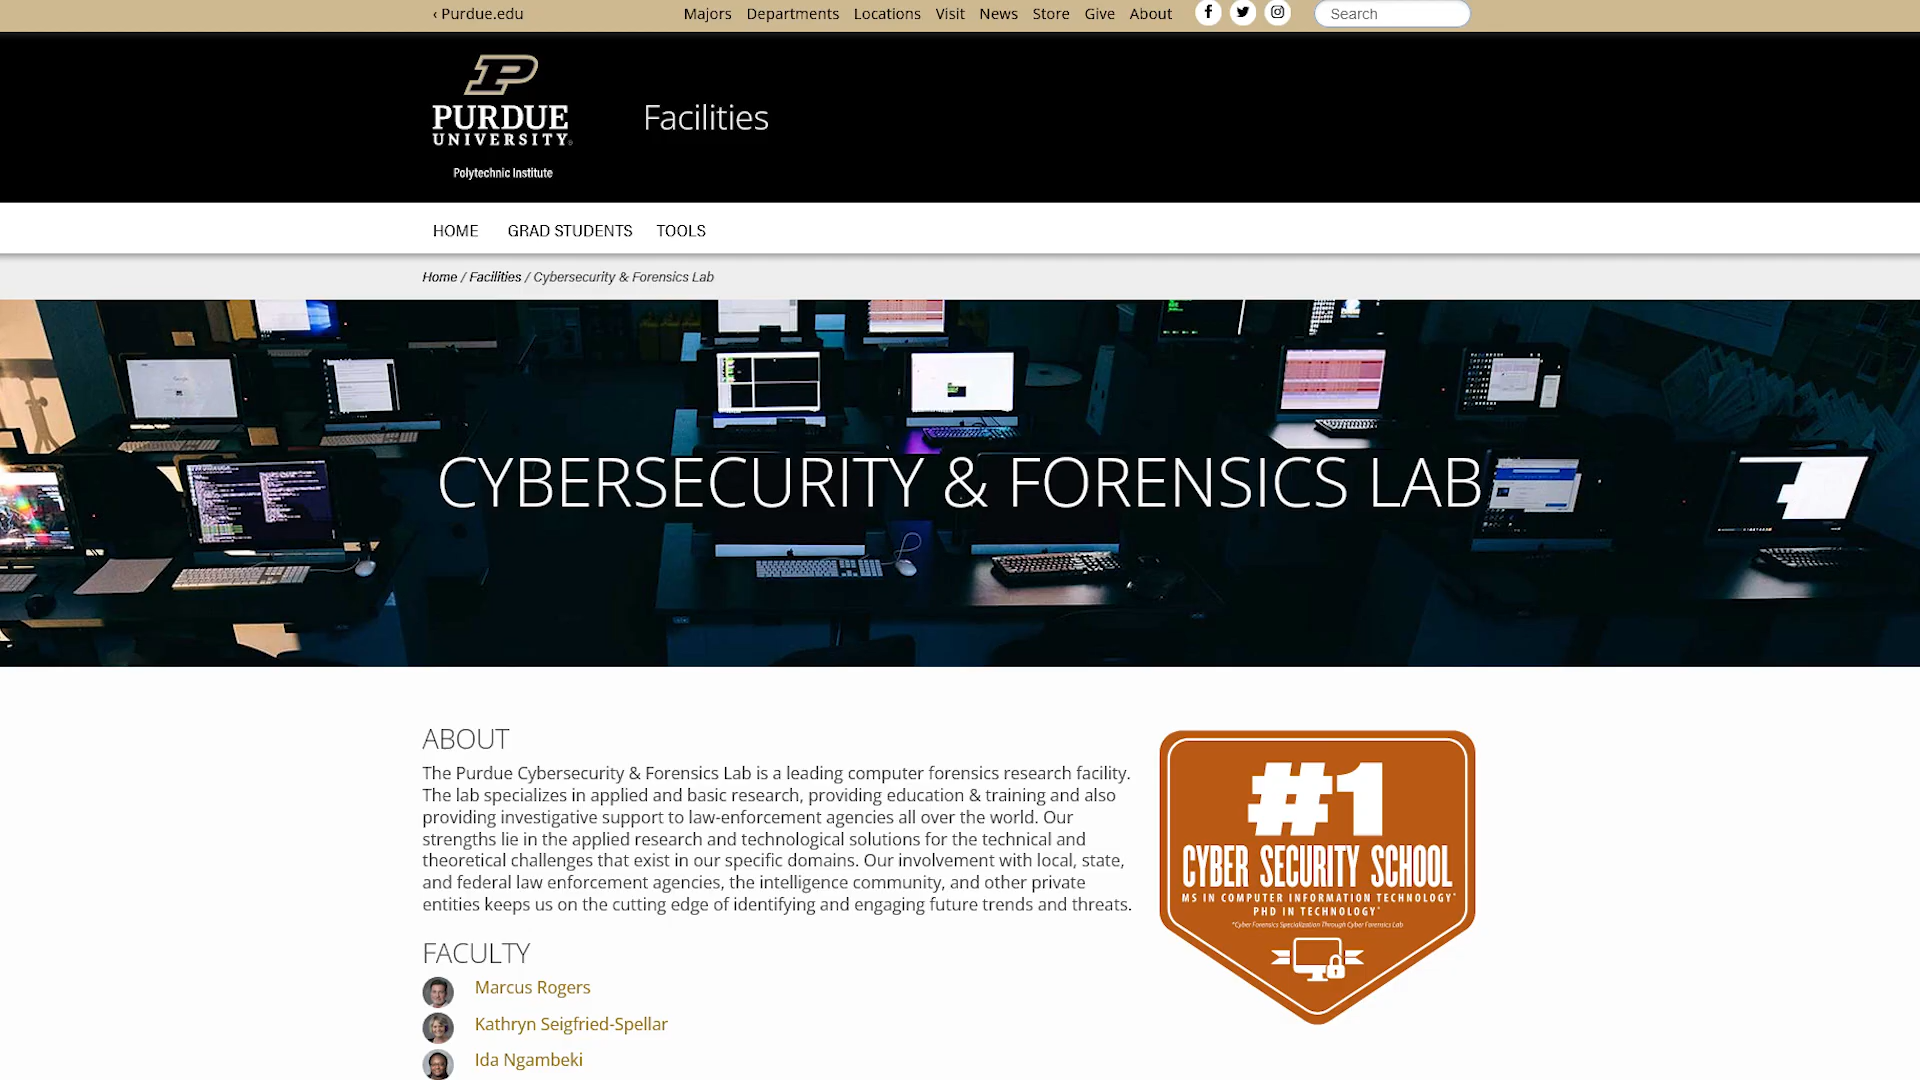 ‹ Purdue.edu
Majors Departments Locations Visit News Store Give About
Search
P
PURDUE
UNIVERSITY®
Polytechnic Institute
Facilities
HOME GRAD STUDENTS TOOLS
Home / Facilities / Cybersecurity & Forensics Lab
CYBERSECURITY & FORENSICS LAB
ABOUT
The Purdue Cybersecurity & Forensics Lab is a leading computer forensics research facility.
The lab specializes in applied and basic research, providing education & training and also
providing investigative support to law-enforcement agencies all over the world. Our
strengths lie in the applied research and technological solutions for the technical and
theoretical challenges that exist in our specific domains. Our involvement with local, state,
and federal law enforcement agencies, the intelligence community, and other private
entities keeps us on the cutting edge of identifying and engaging future trends and threats.
#1
CYBER SECURITY SCHOOL
MS IN COMPUTER INFORMATION TECHNOLOGY*
PHD IN TECHNOLOGY*
*Cyber Forensics Specialization Through Cyber Forensics Lab
FACULTY
Marcus Rogers
Kathryn Seigfried-Spellar
Ida Ngambeki